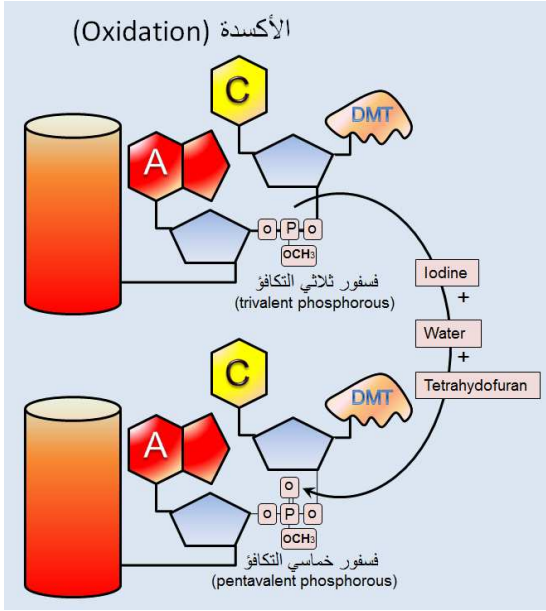 الأكسدة (Oxidation)
C
DMT
A
O P O
OCH3
فسفور ثلاثي التكافؤ
(trivalent phosphorous)
Iodine
+
Water
+
Tetrahydofuran
C
DMT
A
O
O P O
OCH3
فسفور خماسي التكافؤ
(pentavalent phosphorous)